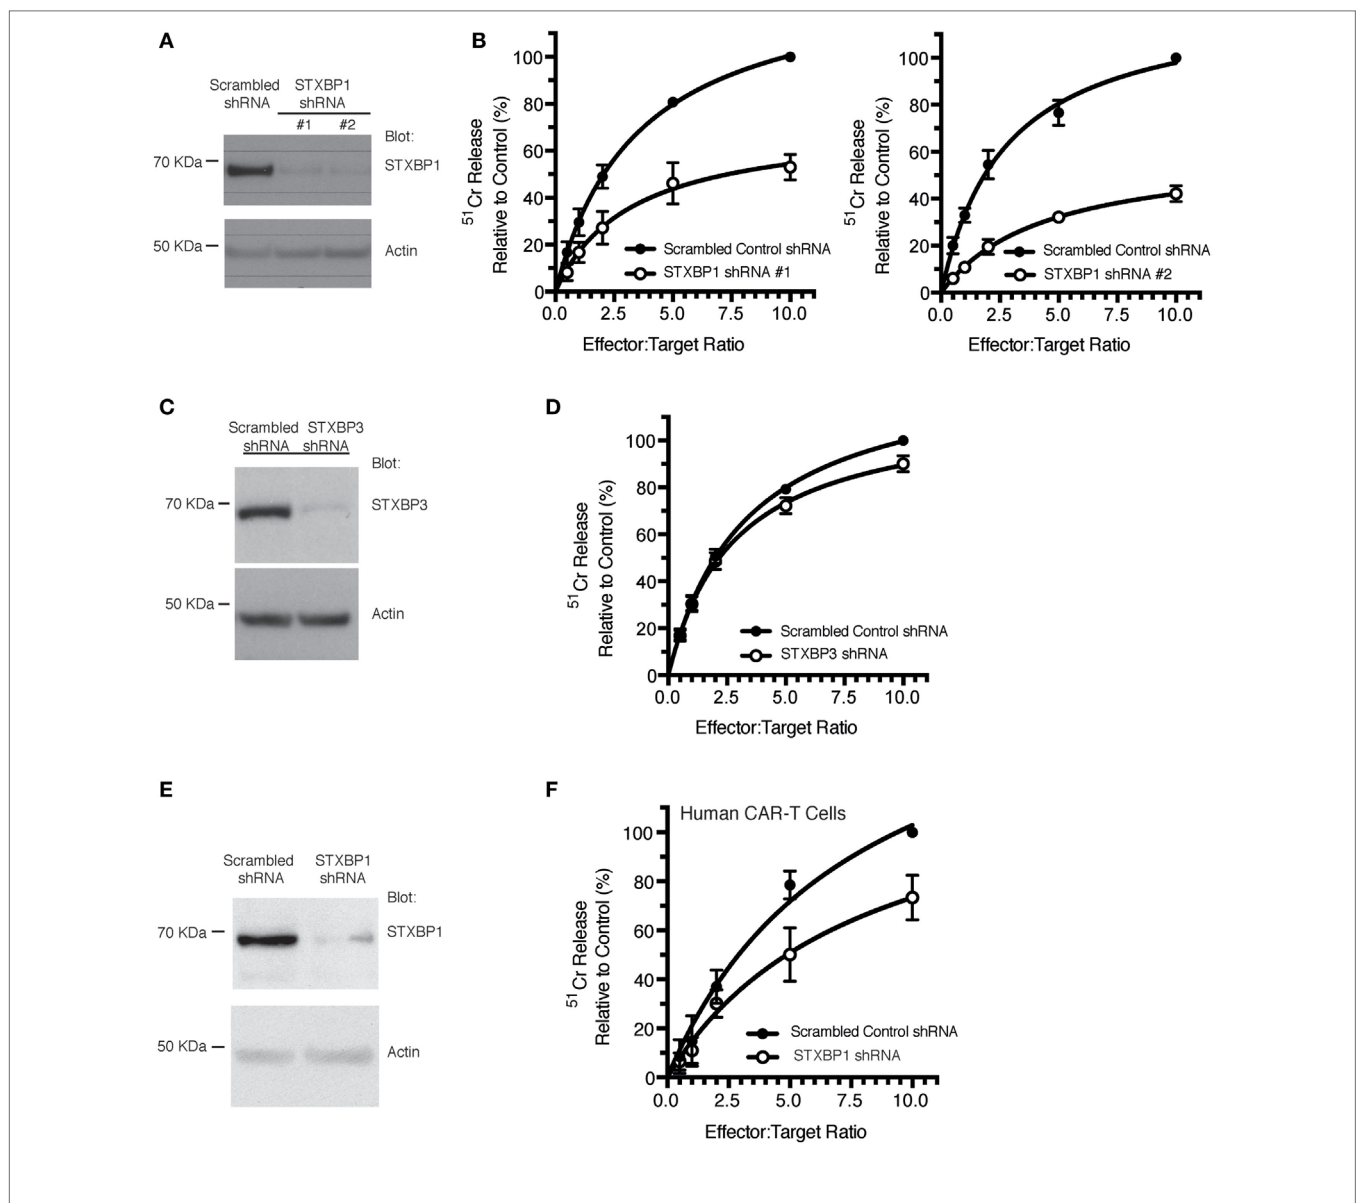 A
Scrambled shRNA
STXBP1 shRNA
#1 #2
Blot:
70 KDa
STXBP1
50 KDa
Actin
B
51Cr Release
Relative to Control (%)
100
80
60
40
20
0
0.0 2.5 5.0 7.5 10.0
Effector:Target Ratio
Scrambled Control shRNA
STXBP1 shRNA #1
51Cr Release
Relative to Control (%)
100
80
60
40
20
0
0.0 2.5 5.0 7.5 10.0
Effector:Target Ratio
Scrambled Control shRNA
STXBP1 shRNA #2
C
Scrambled shRNA
STXBP3 shRNA
Blot:
70 KDa
STXBP3
50 KDa
Actin
D
51Cr Release
Relative to Control (%)
100
80
60
40
20
0
0.0 2.5 5.0 7.5 10.0
Effector:Target Ratio
Scrambled Control shRNA
STXBP3 shRNA
E
Scrambled shRNA
STXBP1 shRNA
Blot:
70 KDa
STXBP1
50 KDa
Actin
F
Human CAR-T Cells
51Cr Release
Relative to Control (%)
100
80
60
40
20
0
0.0 2.5 5.0 7.5 10.0
Effector:Target Ratio
Scrambled Control shRNA
STXBP1 shRNA